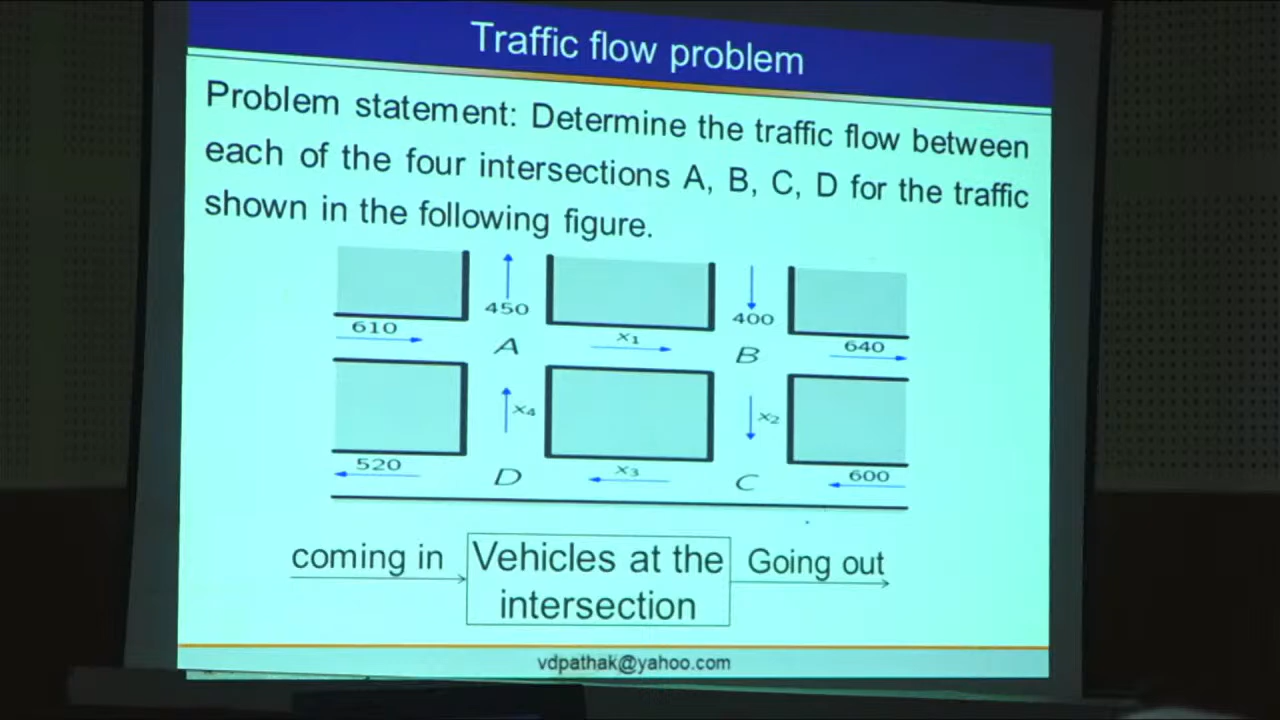 Traffic flow problem
Problem statement: Determine the traffic flow between
each of the four intersections A, B, C, D for the traffic
shown in the following figure.
450
400
610
x₁
640
A
B
x₄
x₂
520
x₃
600
D
C
coming in
Vehicles at the
intersection
Going out
vdpathak@yahoo.com